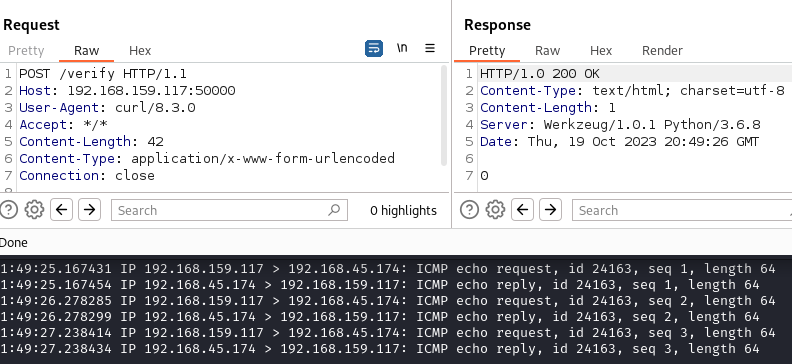 Request
Pretty Raw Hex \n
1 POST /verify HTTP/1.1
2 Host: 192.168.159.117:50000
3 User-Agent: curl/8.3.0
4 Accept: */*
5 Content-Length: 42
6 Content-Type: application/x-www-form-urlencoded
7 Connection: close
8
Search 0 highlights
Response
Pretty Raw Hex Render
1 HTTP/1.0 200 OK
2 Content-Type: text/html; charset=utf-8
3 Content-Length: 1
4 Server: Werkzeug/1.0.1 Python/3.6.8
5 Date: Thu, 19 Oct 2023 20:49:26 GMT
6
7 0
Search
Done
1:49:25.167431 IP 192.168.159.117 > 192.168.45.174: ICMP echo request, id 24163, seq 1, length 64
1:49:25.167454 IP 192.168.45.174 > 192.168.159.117: ICMP echo reply, id 24163, seq 1, length 64
1:49:26.278285 IP 192.168.159.117 > 192.168.45.174: ICMP echo request, id 24163, seq 2, length 64
1:49:26.278299 IP 192.168.45.174 > 192.168.159.117: ICMP echo reply, id 24163, seq 2, length 64
1:49:27.238414 IP 192.168.159.117 > 192.168.45.174: ICMP echo request, id 24163, seq 3, length 64
1:49:27.238434 IP 192.168.45.174 > 192.168.159.117: ICMP echo reply, id 24163, seq 3, length 64